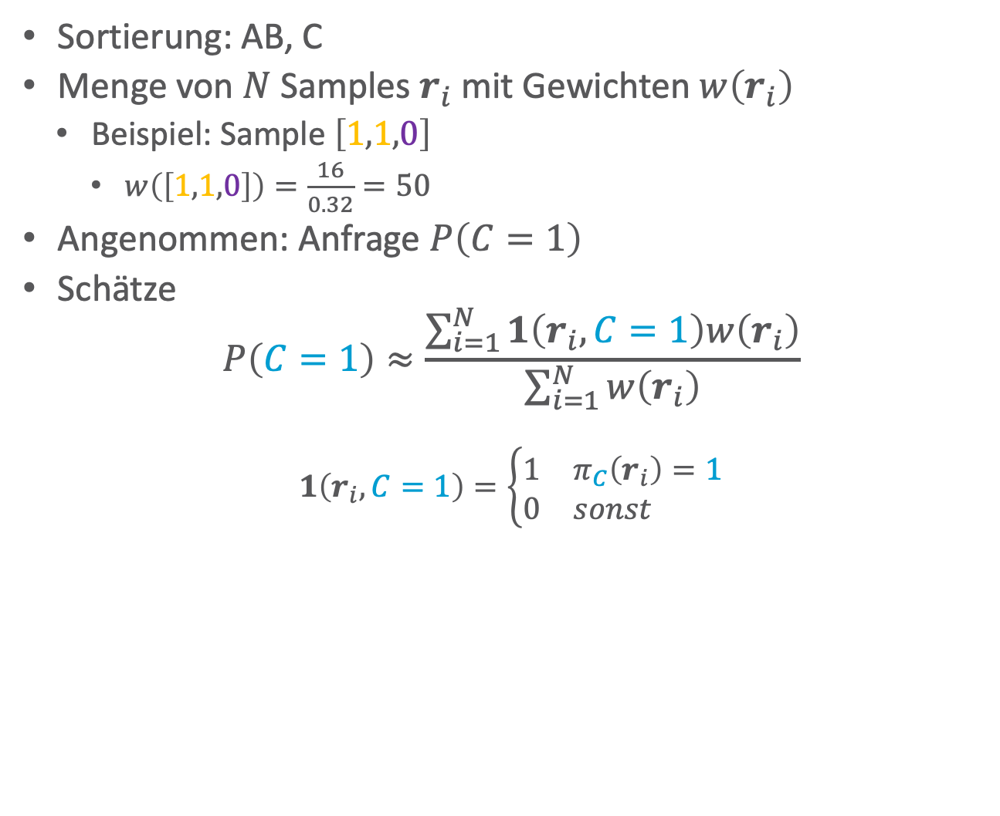 • Sortierung: AB, C
• Menge von N Samples r_i mit Gewichten w(r_i)
• Beispiel: Sample [1,1,0]
• w([1,1,0]) = 16/0.32 = 50
• Angenommen: Anfrage P(C = 1)
• Schätze
P(C = 1) ≈ ∑_{i=1}^{N} 1(r_i, C = 1)w(r_i) / ∑_{i=1}^{N} w(r_i)
1(r_i, C = 1) = { 1 π_C(r_i) = 1
0 sonst